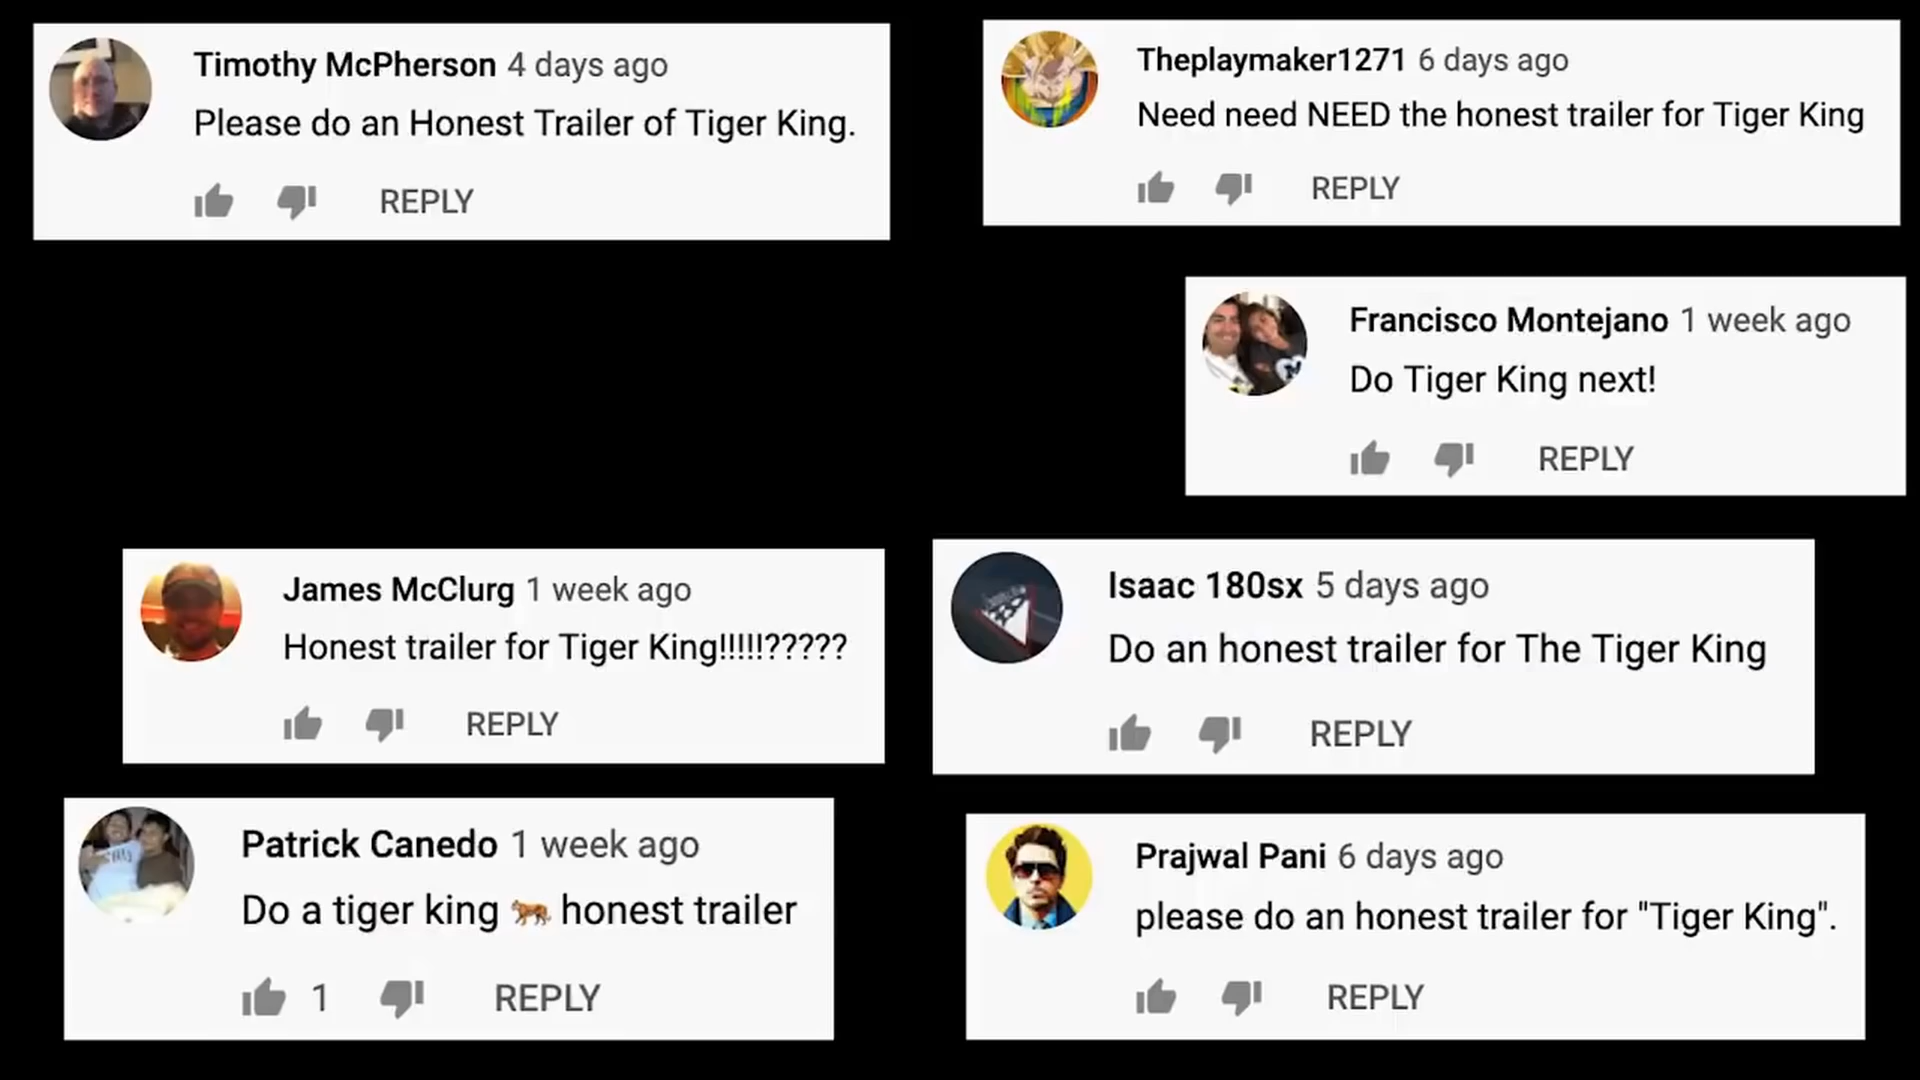 Timothy McPherson 4 days ago
Please do an Honest Trailer of Tiger King.
REPLY
Theplaymaker1271 6 days ago
Need need NEED the honest trailer for Tiger King
REPLY
Francisco Montejano 1 week ago
Do Tiger King next!
REPLY
James McClurg 1 week ago
Honest trailer for Tiger King!!!!!?????
REPLY
Isaac 180sx 5 days ago
Do an honest trailer for The Tiger King
REPLY
Patrick Canedo 1 week ago
Do a tiger king 🐅 honest trailer
1 REPLY
Prajwal Pani 6 days ago
please do an honest trailer for "Tiger King".
REPLY